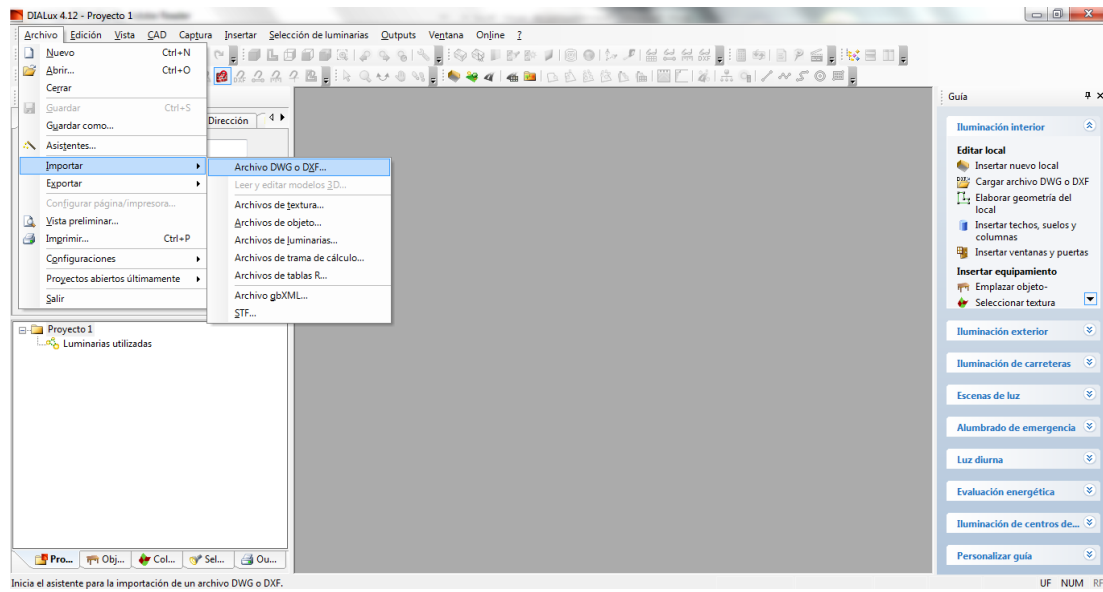 DIALux 4.12 - Proyecto 1
Archivo Edición Vista CAD Captura Insertar Selección de luminarias Outputs Ventana Online ?
Nuevo Ctrl+N
Abrir... Ctrl+O
Cerrar
Guardar Ctrl+S
Guardar como...
Asistentes...
Importar
Exportar
Configurar página/impresora...
Vista preliminar...
Imprimir... Ctrl+P
Configuraciones
Proyectos abiertos últimamente
Salir
Dirección
Archivo DWG o DXF...
Leer y editar modelos 3D...
Archivos de textura...
Archivos de objeto...
Archivos de luminarias...
Archivos de trama de cálculo...
Archivos de tablas R...
Archivo gbXML...
STF...
Proyecto 1
Luminarias utilizadas
Pro... Obj... Col... Sel... Ou...
Guía
Iluminación interior
Editar local
Insertar nuevo local
Cargar archivo DWG o DXF
Elaborar geometría del
local
Insertar techos, suelos y
columnas
Insertar ventanas y puertas
Insertar equipamiento
Emplazar objeto-
Seleccionar textura
Iluminación exterior
Iluminación de carreteras
Escenas de luz
Alumbrado de emergencia
Luz diurna
Evaluación energética
Iluminación de centros de...
Personalizar guía
Inicia el asistente para la importación de un archivo DWG o DXF.
UF NUM RF